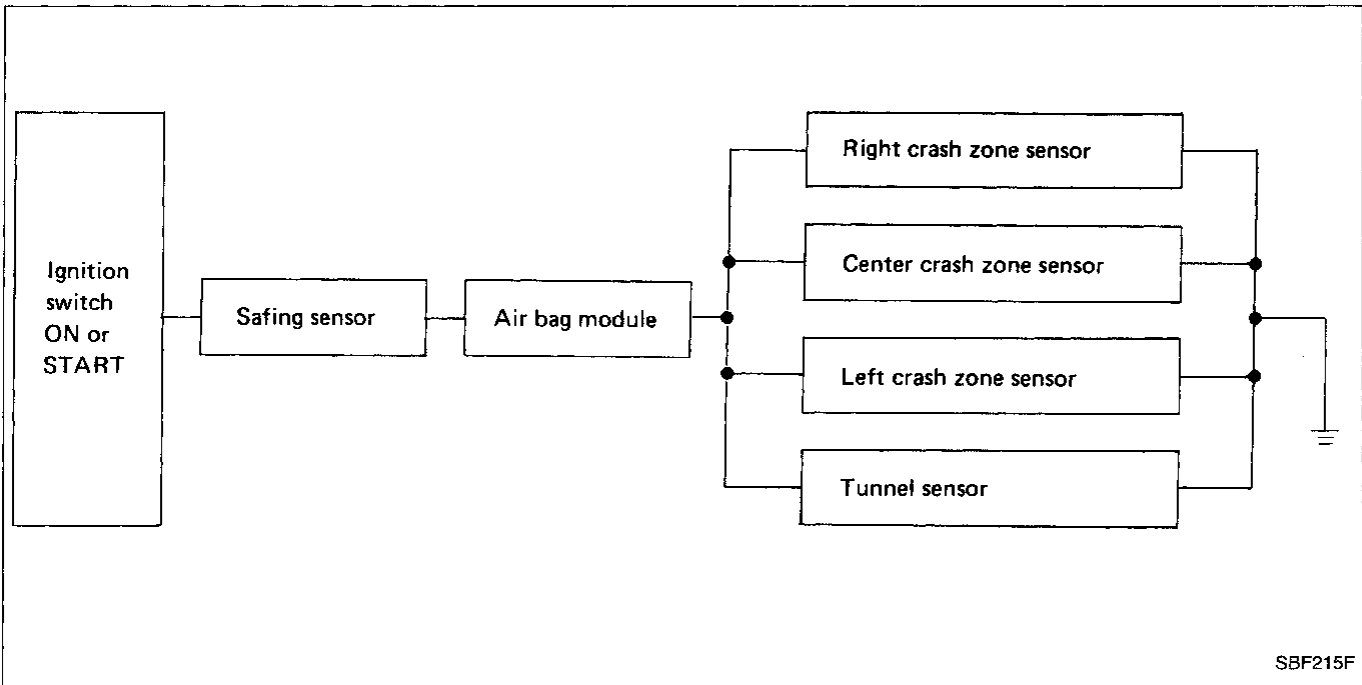 Ignition
switch
ON or
START
Safing sensor
Air bag module
Right crash zone sensor
Center crash zone sensor
Left crash zone sensor
Tunnel sensor
SBF215F